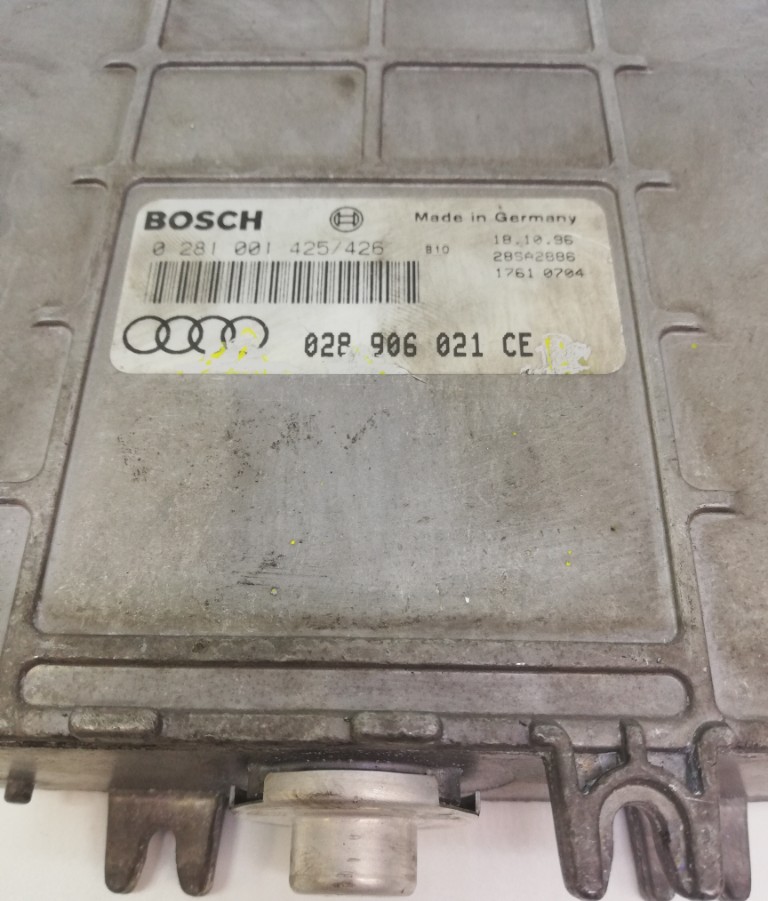 BOSCH
Made in Germany
0 281 001 425/426
B10
18.10.96
28SA2886
1761 0704
028 906 021 CE